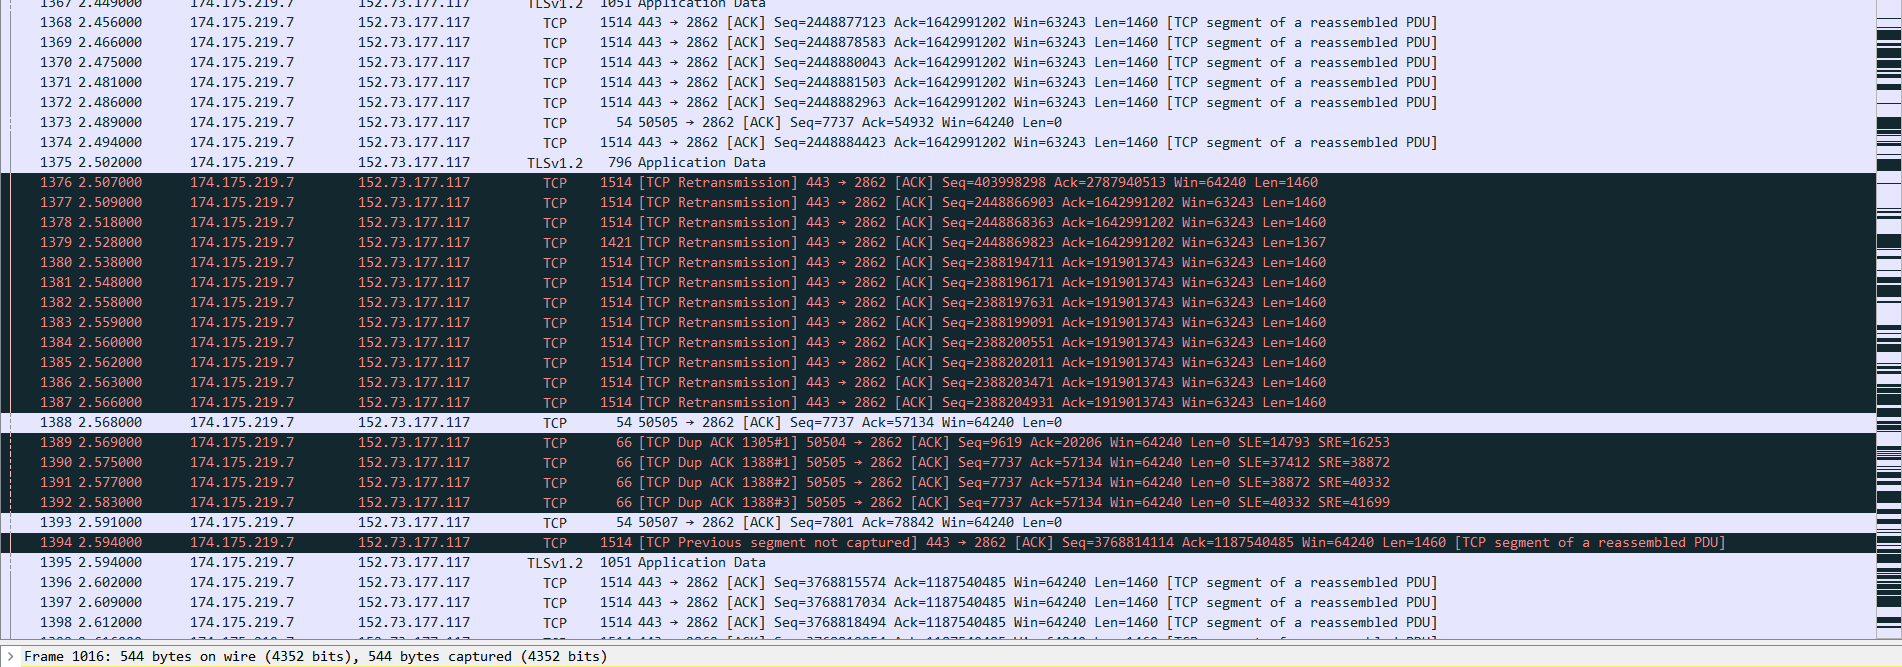 1367 2.449000 174.175.219.7 152.73.177.117 TLSv1.2 1051 Application Data
1368 2.456000 174.175.219.7 152.73.177.117 TCP 1514 443 → 2862 [ACK] Seq=2448877123 Ack=1642991202 Win=63243 Len=1460 [TCP segment of a reassembled PDU]
1369 2.466000 174.175.219.7 152.73.177.117 TCP 1514 443 → 2862 [ACK] Seq=2448878583 Ack=1642991202 Win=63243 Len=1460 [TCP segment of a reassembled PDU]
1370 2.475000 174.175.219.7 152.73.177.117 TCP 1514 443 → 2862 [ACK] Seq=2448880043 Ack=1642991202 Win=63243 Len=1460 [TCP segment of a reassembled PDU]
1371 2.481000 174.175.219.7 152.73.177.117 TCP 1514 443 → 2862 [ACK] Seq=2448881503 Ack=1642991202 Win=63243 Len=1460 [TCP segment of a reassembled PDU]
1372 2.486000 174.175.219.7 152.73.177.117 TCP 1514 443 → 2862 [ACK] Seq=2448882963 Ack=1642991202 Win=63243 Len=1460 [TCP segment of a reassembled PDU]
1373 2.489000 174.175.219.7 152.73.177.117 TCP 54 50505 → 2862 [ACK] Seq=7737 Ack=54932 Win=64240 Len=0
1374 2.494000 174.175.219.7 152.73.177.117 TCP 1514 443 → 2862 [ACK] Seq=2448884423 Ack=1642991202 Win=63243 Len=1460 [TCP segment of a reassembled PDU]
1375 2.502000 174.175.219.7 152.73.177.117 TLSv1.2 796 Application Data
1376 2.507000 174.175.219.7 152.73.177.117 TCP 1514 [TCP Retransmission] 443 → 2862 [ACK] Seq=403998298 Ack=2787940513 Win=64240 Len=1460
1377 2.509000 174.175.219.7 152.73.177.117 TCP 1514 [TCP Retransmission] 443 → 2862 [ACK] Seq=2448866903 Ack=1642991202 Win=63243 Len=1460
1378 2.518000 174.175.219.7 152.73.177.117 TCP 1514 [TCP Retransmission] 443 → 2862 [ACK] Seq=2448868363 Ack=1642991202 Win=63243 Len=1460
1379 2.528000 174.175.219.7 152.73.177.117 TCP 1421 [TCP Retransmission] 443 → 2862 [ACK] Seq=2448869823 Ack=1642991202 Win=63243 Len=1367
1380 2.538000 174.175.219.7 152.73.177.117 TCP 1514 [TCP Retransmission] 443 → 2862 [ACK] Seq=2388194711 Ack=1919013743 Win=63243 Len=1460
1381 2.548000 174.175.219.7 152.73.177.117 TCP 1514 [TCP Retransmission] 443 → 2862 [ACK] Seq=2388196171 Ack=1919013743 Win=63243 Len=1460
1382 2.558000 174.175.219.7 152.73.177.117 TCP 1514 [TCP Retransmission] 443 → 2862 [ACK] Seq=2388197631 Ack=1919013743 Win=63243 Len=1460
1383 2.559000 174.175.219.7 152.73.177.117 TCP 1514 [TCP Retransmission] 443 → 2862 [ACK] Seq=2388199091 Ack=1919013743 Win=63243 Len=1460
1384 2.560000 174.175.219.7 152.73.177.117 TCP 1514 [TCP Retransmission] 443 → 2862 [ACK] Seq=2388200551 Ack=1919013743 Win=63243 Len=1460
1385 2.562000 174.175.219.7 152.73.177.117 TCP 1514 [TCP Retransmission] 443 → 2862 [ACK] Seq=2388202011 Ack=1919013743 Win=63243 Len=1460
1386 2.563000 174.175.219.7 152.73.177.117 TCP 1514 [TCP Retransmission] 443 → 2862 [ACK] Seq=2388203471 Ack=1919013743 Win=63243 Len=1460
1387 2.566000 174.175.219.7 152.73.177.117 TCP 1514 [TCP Retransmission] 443 → 2862 [ACK] Seq=2388204931 Ack=1919013743 Win=63243 Len=1460
1388 2.568000 174.175.219.7 152.73.177.117 TCP 54 50505 → 2862 [ACK] Seq=7737 Ack=57134 Win=64240 Len=0
1389 2.569000 174.175.219.7 152.73.177.117 TCP 66 [TCP Dup ACK 1305#1] 50504 → 2862 [ACK] Seq=9619 Ack=20206 Win=64240 Len=0 SLE=14793 SRE=16253
1390 2.575000 174.175.219.7 152.73.177.117 TCP 66 [TCP Dup ACK 1388#1] 50505 → 2862 [ACK] Seq=7737 Ack=57134 Win=64240 Len=0 SLE=37412 SRE=38872
1391 2.577000 174.175.219.7 152.73.177.117 TCP 66 [TCP Dup ACK 1388#2] 50505 → 2862 [ACK] Seq=7737 Ack=57134 Win=64240 Len=0 SLE=38872 SRE=40332
1392 2.583000 174.175.219.7 152.73.177.117 TCP 66 [TCP Dup ACK 1388#3] 50505 → 2862 [ACK] Seq=7737 Ack=57134 Win=64240 Len=0 SLE=40332 SRE=41699
1393 2.591000 174.175.219.7 152.73.177.117 TCP 54 50507 → 2862 [ACK] Seq=7801 Ack=78842 Win=64240 Len=0
1394 2.594000 174.175.219.7 152.73.177.117 TCP 1514 [TCP Previous segment not captured] 443 → 2862 [ACK] Seq=3768814114 Ack=1187540485 Win=64240 Len=1460 [TCP segment of a reassembled PDU]
1395 2.594000 174.175.219.7 152.73.177.117 TLSv1.2 1051 Application Data
1396 2.602000 174.175.219.7 152.73.177.117 TCP 1514 443 → 2862 [ACK] Seq=3768815574 Ack=1187540485 Win=64240 Len=1460 [TCP segment of a reassembled PDU]
1397 2.609000 174.175.219.7 152.73.177.117 TCP 1514 443 → 2862 [ACK] Seq=3768817034 Ack=1187540485 Win=64240 Len=1460 [TCP segment of a reassembled PDU]
1398 2.612000 174.175.219.7 152.73.177.117 TCP 1514 443 → 2862 [ACK] Seq=3768818494 Ack=1187540485 Win=64240 Len=1460 [TCP segment of a reassembled PDU]
Frame 1016: 544 bytes on wire (4352 bits), 544 bytes captured (4352 bits)